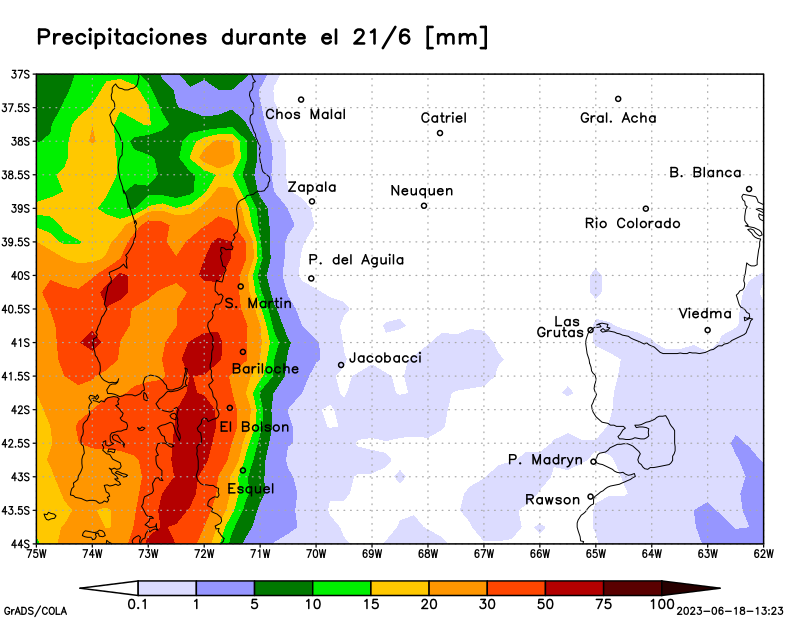 Precipitaciones durante el 21/6 [mm]
37S
37.5S
38S
38.5S
39S
39.5S
40S
40.5S
41S
41.5S
42S
42.5S
43S
43.5S
44S
Chos Malal
Catriel
Gral. Acha
B. Blanca
Zapala
Neuquen
Rio Colorado
P. del Aguila
S. Martin
Viedma
Las
Grutas
Jacobacci
Bariloche
El Bolson
P. Madryn
Esquel
Rawson
75W 74W 73W 72W 71W 70W 69W 68W 67W 66W 65W 64W 63W 62W
0.1 1 5 10 15 20 30 50 75 100
GrADS/COLA
2023-06-18-13:23